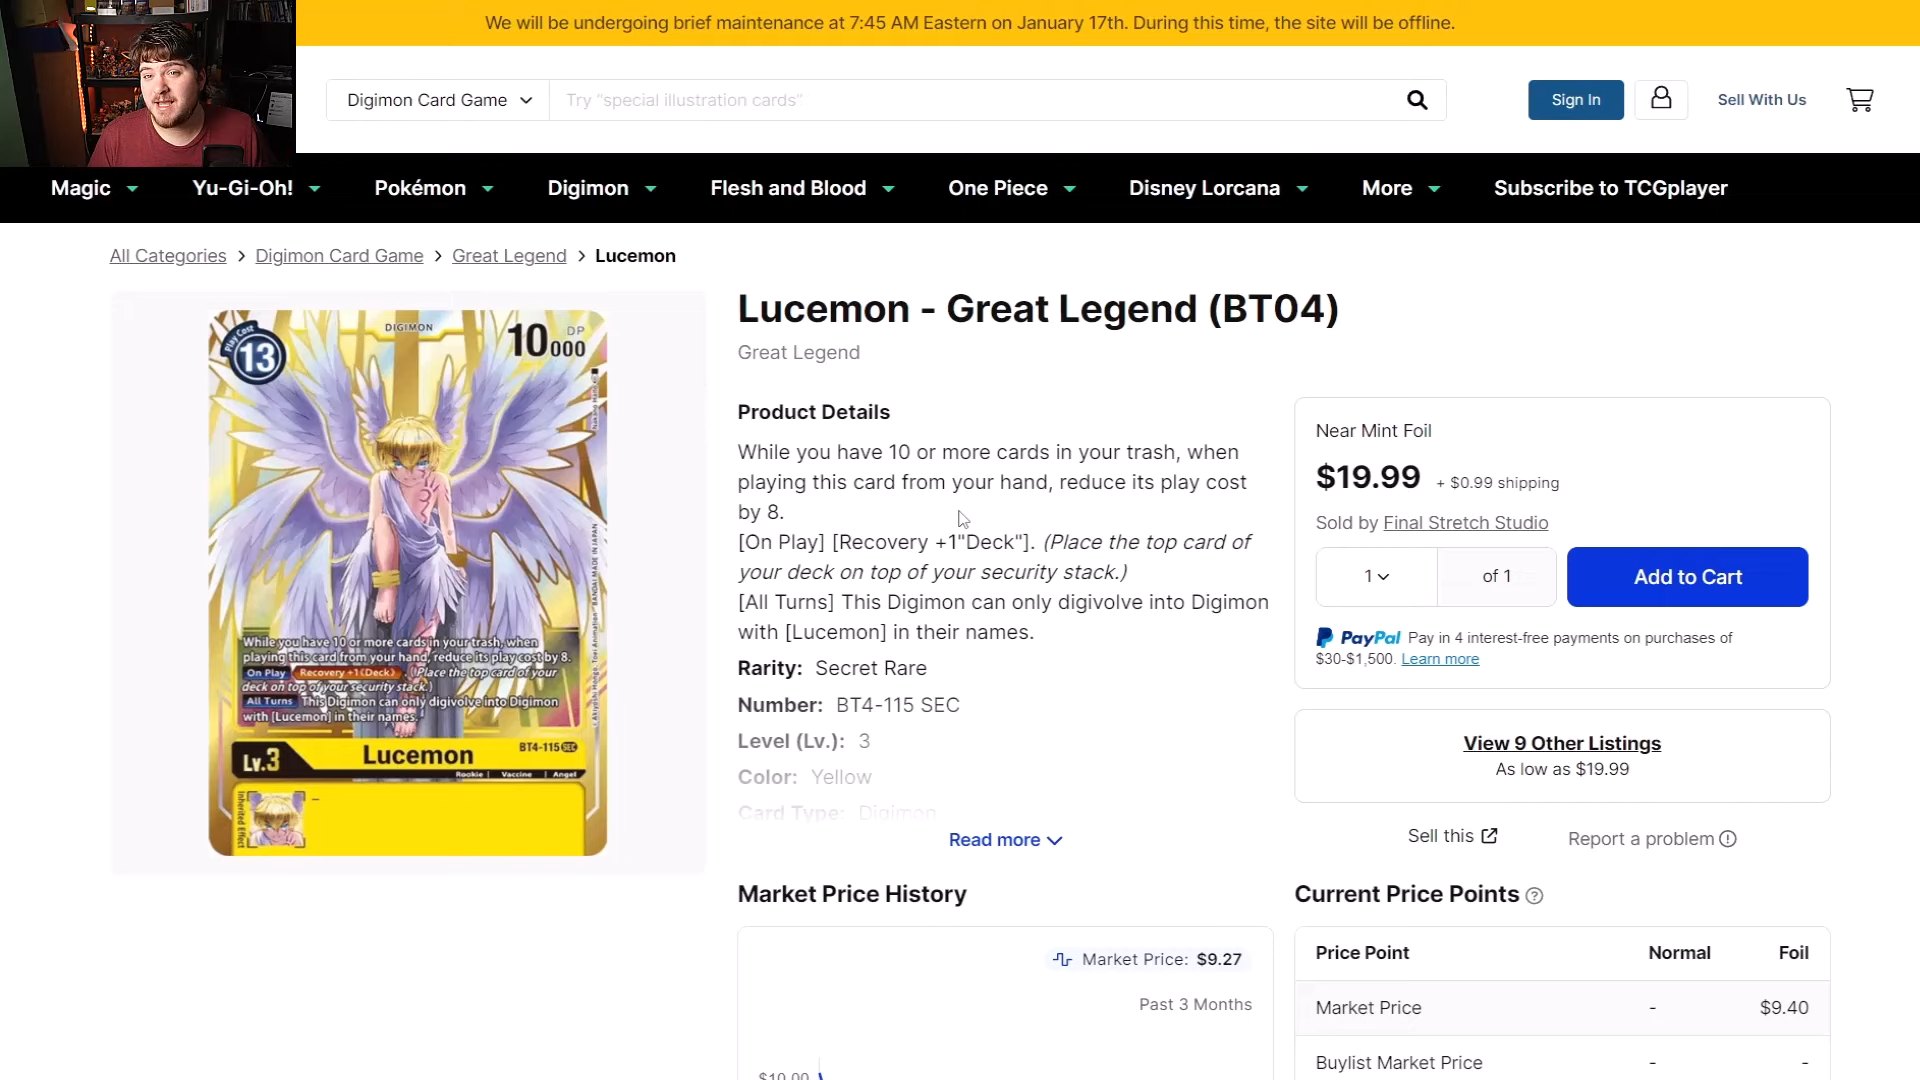 We will be undergoing brief maintenance at 7:45 AM Eastern on January 17th. During this time, the site will be offline.
Digimon Card Game
Try "special illustration cards"
Sign In
Sell With Us
Magic
Yu-Gi-Oh!
Pokémon
Digimon
Flesh and Blood
One Piece
Disney Lorcana
More
Subscribe to TCGplayer
All Categories > Digimon Card Game > Great Legend > Lucemon
Play Cost
13
DIGIMON
DP
10000
While you have 10 or more cards in your trash, when
playing this card from your hand, reduce its play cost by 8.
On Play Recovery +1 (Deck). (Place the top card of your
deck on top of your security stack.)
All Turns This Digimon can only digivolve into Digimon
with [Lucemon] in their names.
Lv.3
Lucemon
BT4-115 SEC
Rookie | Vaccine | Angel
Inherited Effect
-
Lucemon - Great Legend (BT04)
Great Legend
Product Details
While you have 10 or more cards in your trash, when
playing this card from your hand, reduce its play cost
by 8.
[On Play] [Recovery +1"Deck"]. (Place the top card of
your deck on top of your security stack.)
[All Turns] This Digimon can only digivolve into Digimon
with [Lucemon] in their names.
Rarity: Secret Rare
Number: BT4-115 SEC
Level (Lv.): 3
Color: Yellow
Card Type: Digimon
Read more
Near Mint Foil
$19.99 + $0.99 shipping
Sold by Final Stretch Studio
1
of 1
Add to Cart
PayPal Pay in 4 interest-free payments on purchases of
$30-$1,500. Learn more
View 9 Other Listings
As low as $19.99
Sell this
Report a problem
Market Price History
Market Price: $9.27
Past 3 Months
$10.00
Current Price Points
Price Point Normal Foil
Market Price - $9.40
Buylist Market Price - -